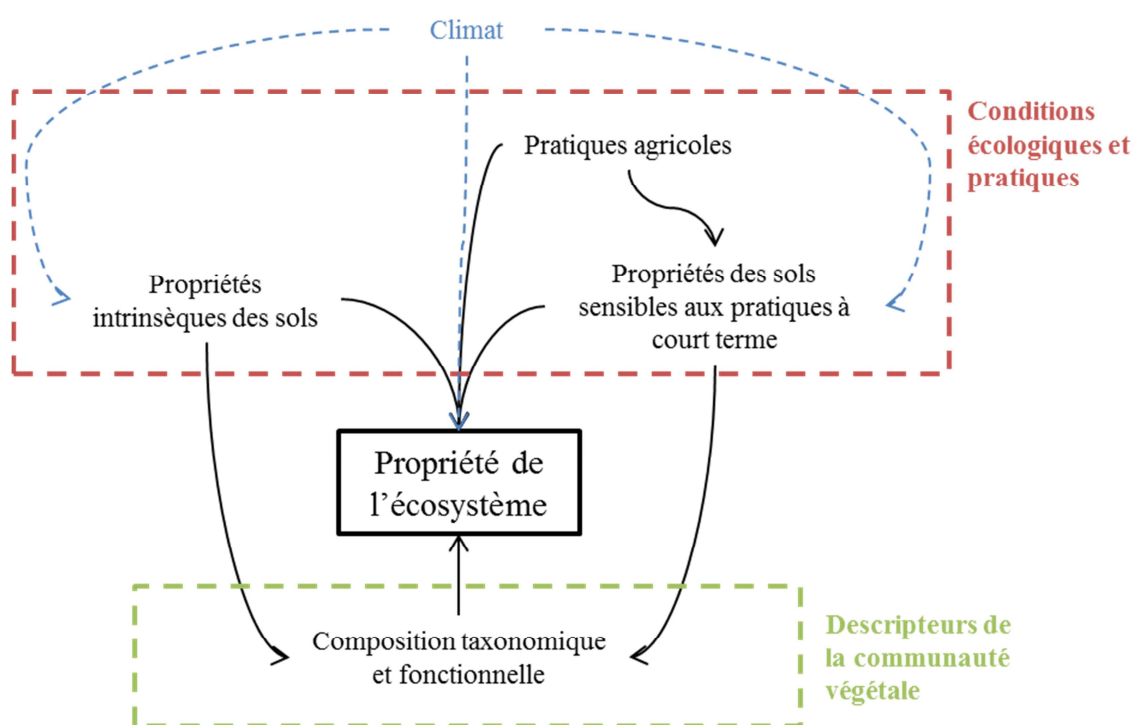 Climat
Conditions
écologiques et
pratiques
Pratiques agricoles
Propriétés
intrinsèques des sols
Propriétés des sols
sensibles aux pratiques à
court terme
Propriété de
l’écosystème
Composition taxonomique
et fonctionnelle
Descripteurs de
la communauté
végétale